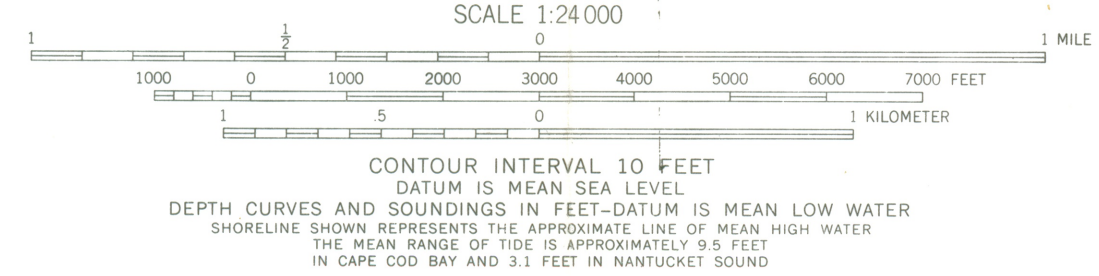 SCALE 1:24 000
1 1/2 0 1 MILE
1000 0 1000 2000 3000 4000 5000 6000 7000 FEET
1 .5 0 1 KILOMETER
CONTOUR INTERVAL 10 FEET
DATUM IS MEAN SEA LEVEL
DEPTH CURVES AND SOUNDINGS IN FEET–DATUM IS MEAN LOW WATER
SHORELINE SHOWN REPRESENTS THE APPROXIMATE LINE OF MEAN HIGH WATER
THE MEAN RANGE OF TIDE IS APPROXIMATELY 9.5 FEET
IN CAPE COD BAY AND 3.1 FEET IN NANTUCKET SOUND